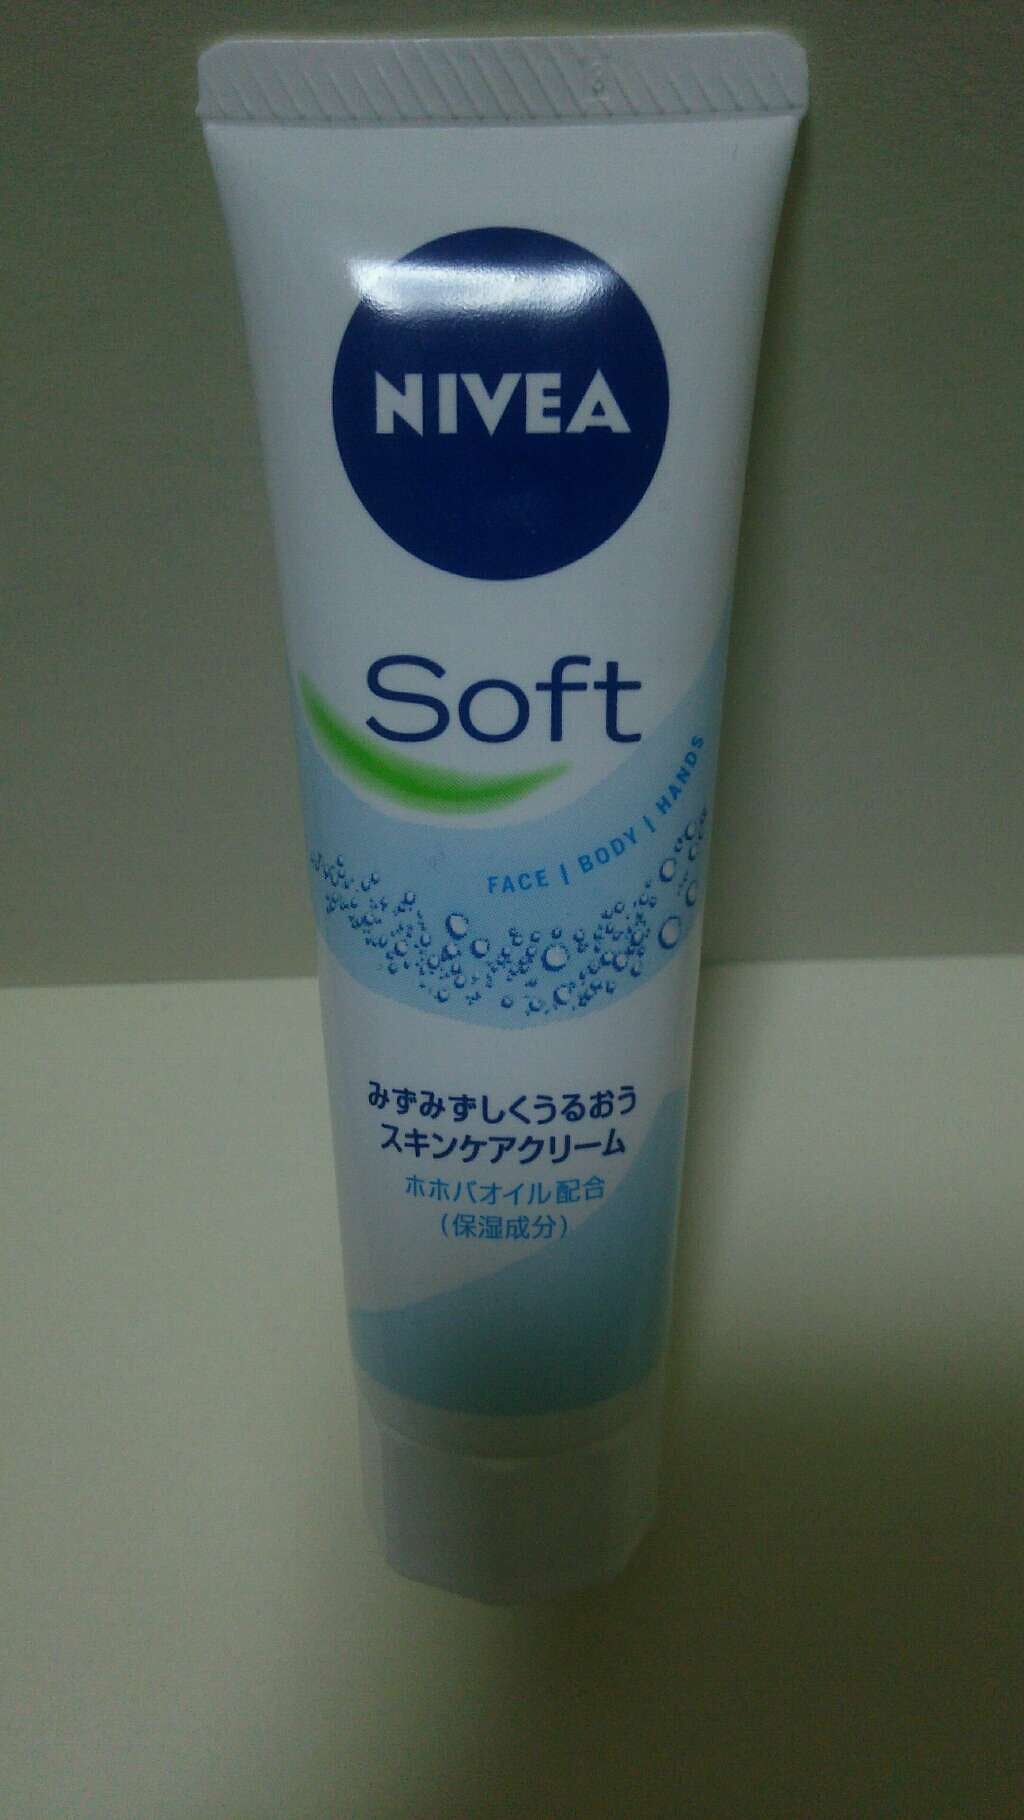 NIVEA
Soft
FACE | BODY | HANDS
みずみずしくうるおう
スキンケアクリーム
ホホバオイル配合
(保湿成分)